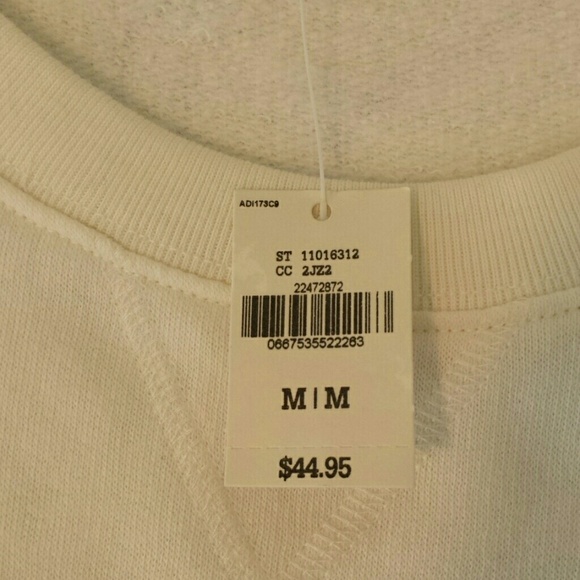 ADI173C9
ST 11016312
CC 2JZ2
22472872
0667535522263
M|M
$44.95